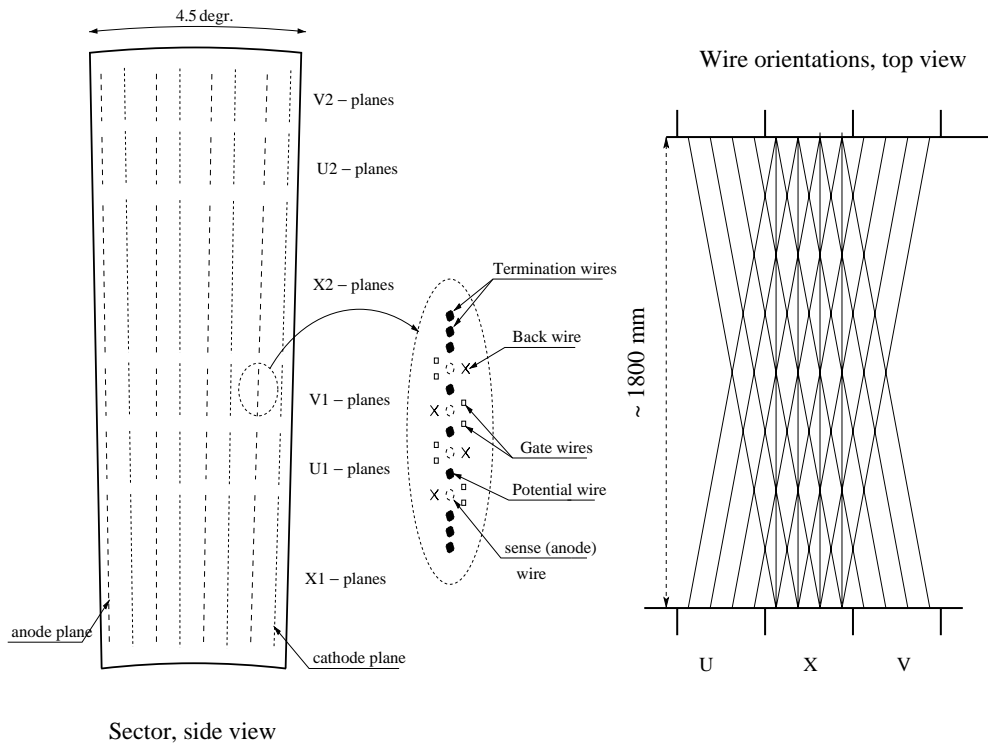 4.5 degr.
V2 – planes
U2 – planes
X2 – planes
V1 – planes
U1 – planes
X1 – planes
anode plane
cathode plane
Sector, side view
Termination wires
Back wire
Gate wires
Potential wire
sense (anode)
wire
Wire orientations, top view
~ 1800 mm
U X V